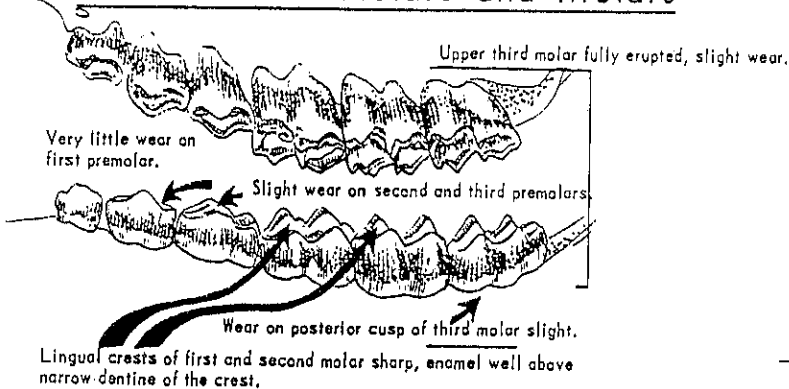 Upper third molar fully erupted, slight wear.
Very little wear on
first premolar.
Slight wear on second and third premolars
Wear on posterior cusp of third molar slight.
Lingual crests of first and second molar sharp, enamel well above
narrow dentine of the crest.